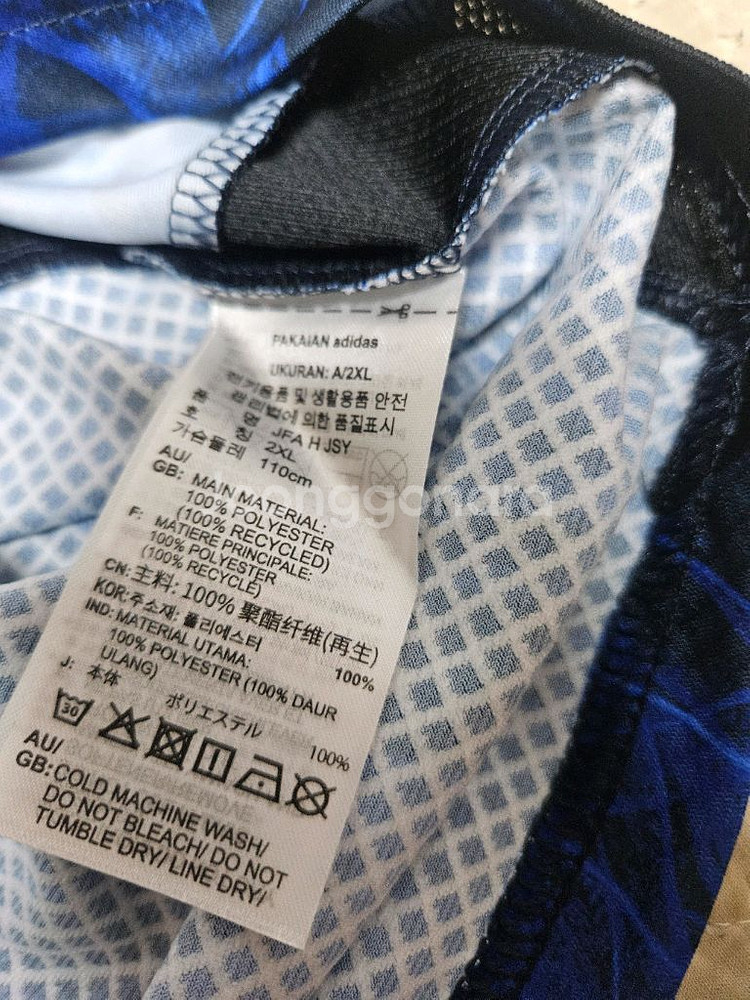 PAKAIAN adidas
UKURAN: A/2XL
전기용품 및 생활용품 안전
관리법에 의한 품질표시
품 명 JFA H JSY
호 칭 2XL
가슴둘레 110cm
AU/
GB: MAIN MATERIAL:
100% POLYESTER
(100% RECYCLED)
F: MATIERE PRINCIPALE:
100% POLYESTER
(100% RECYCLÉ)
CN: 主料: 100% 聚酯纤维(再生)
KOR: 주소재: 폴리에스터 100%
IND: MATERIAL UTAMA:
100% POLYESTER (100% DAUR
ULANG)
J: 本体
ポリエステル 100%
30
AU/
GB: COLD MACHINE WASH/
DO NOT BLEACH/ DO NOT
TUMBLE DRY/ LINE DRY/
joonggonara